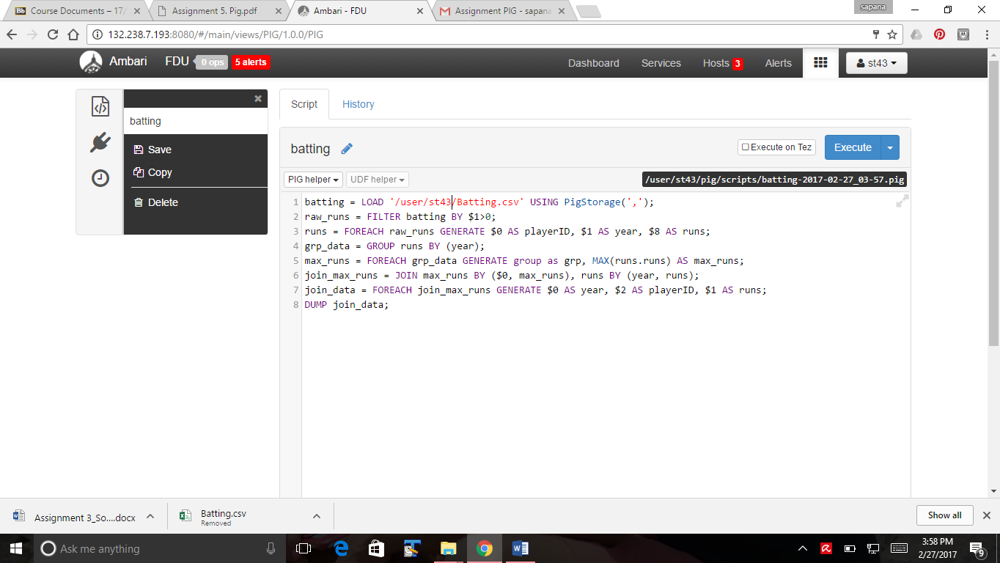 sapana
Course Documents – 17/
Assignment 5. Pig.pdf
Ambari - FDU
Assignment PIG - sapana
132.238.7.193:8080/#/main/views/PIG/1.0.0/PIG
Ambari FDU 0 ops 5 alerts Dashboard Services Hosts 3 Alerts st43
batting
Save
Copy
Delete
Script History
batting Execute on Tez Execute
PIG helper UDF helper /user/st43/pig/scripts/batting-2017-02-27_03-57.pig
1 batting = LOAD '/user/st43/Batting.csv' USING PigStorage(',');
2 raw_runs = FILTER batting BY $1>0;
3 runs = FOREACH raw_runs GENERATE $0 AS playerID, $1 AS year, $8 AS runs;
4 grp_data = GROUP runs BY (year);
5 max_runs = FOREACH grp_data GENERATE group as grp, MAX(runs.runs) AS max_runs;
6 join_max_runs = JOIN max_runs BY ($0, max_runs), runs BY (year, runs);
7 join_data = FOREACH join_max_runs GENERATE $0 AS year, $2 AS playerID, $1 AS runs;
8 DUMP join_data;
Assignment 3_So....docx
Batting.csv
Removed
Show all
Ask me anything
3:58 PM
2/27/2017
9